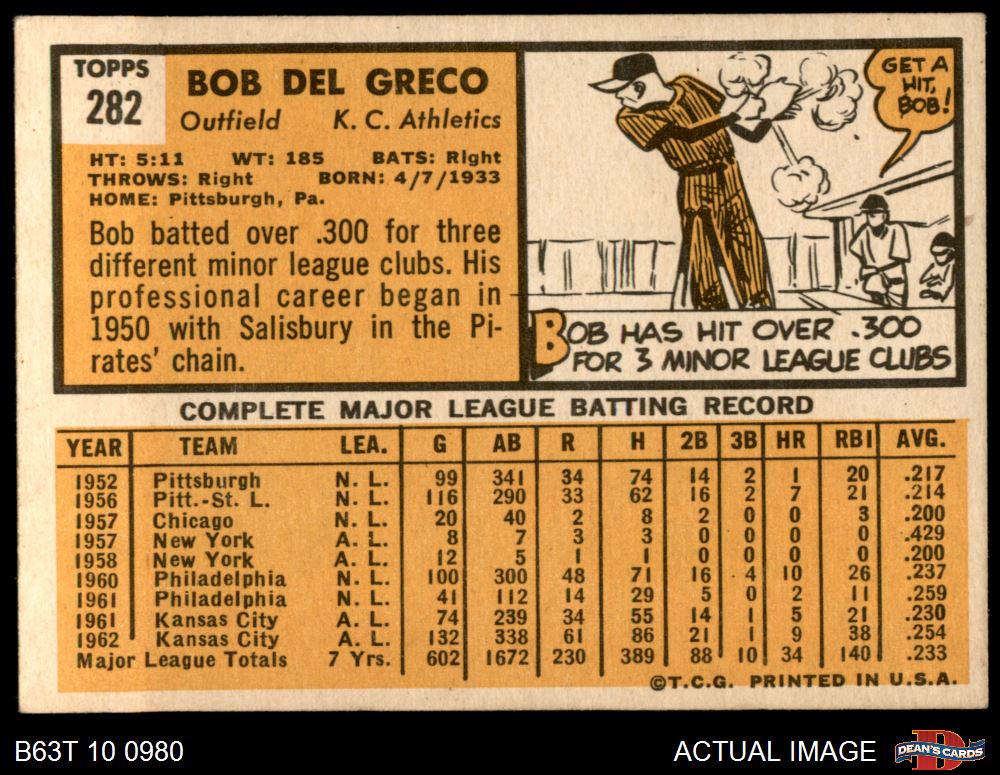 TOPPS
282
BOB DEL GRECO
Outfield K. C. Athletics
HT: 5:11 WT: 185 BATS: Right
THROWS: Right BORN: 4/7/1933
HOME: Pittsburgh, Pa.
Bob batted over .300 for three
different minor league clubs. His
professional career began in
1950 with Salisbury in the Pi-
rates' chain.
GET A
HIT,
BOB!
BOB HAS HIT OVER .300
FOR 3 MINOR LEAGUE CLUBS
COMPLETE MAJOR LEAGUE BATTING RECORD
YEAR TEAM LEA. G AB R H 2B 3B HR RBI AVG.
1952 Pittsburgh N. L. 99 341 34 74 14 2 1 20 .217
1956 Pitt.-St. L. N. L. 116 290 33 62 16 2 7 21 .214
1957 Chicago N. L. 20 40 2 8 2 0 0 3 .200
1957 New York A. L. 8 7 3 3 0 0 0 0 .429
1958 New York A. L. 12 5 1 1 0 0 0 0 .200
1960 Philadelphia N. L. 100 300 48 71 16 4 10 26 .237
1961 Philadelphia N. L. 41 112 14 29 5 0 2 11 .259
1961 Kansas City A. L. 74 239 34 55 14 1 5 21 .230
1962 Kansas City A. L. 132 338 61 86 21 1 9 38 .254
Major League Totals 7 Yrs. 602 1672 230 389 88 10 34 140 .233
©T.C.G. PRINTED IN U.S.A.
B63T 10 0980 ACTUAL IMAGE DEAN'S CARDS